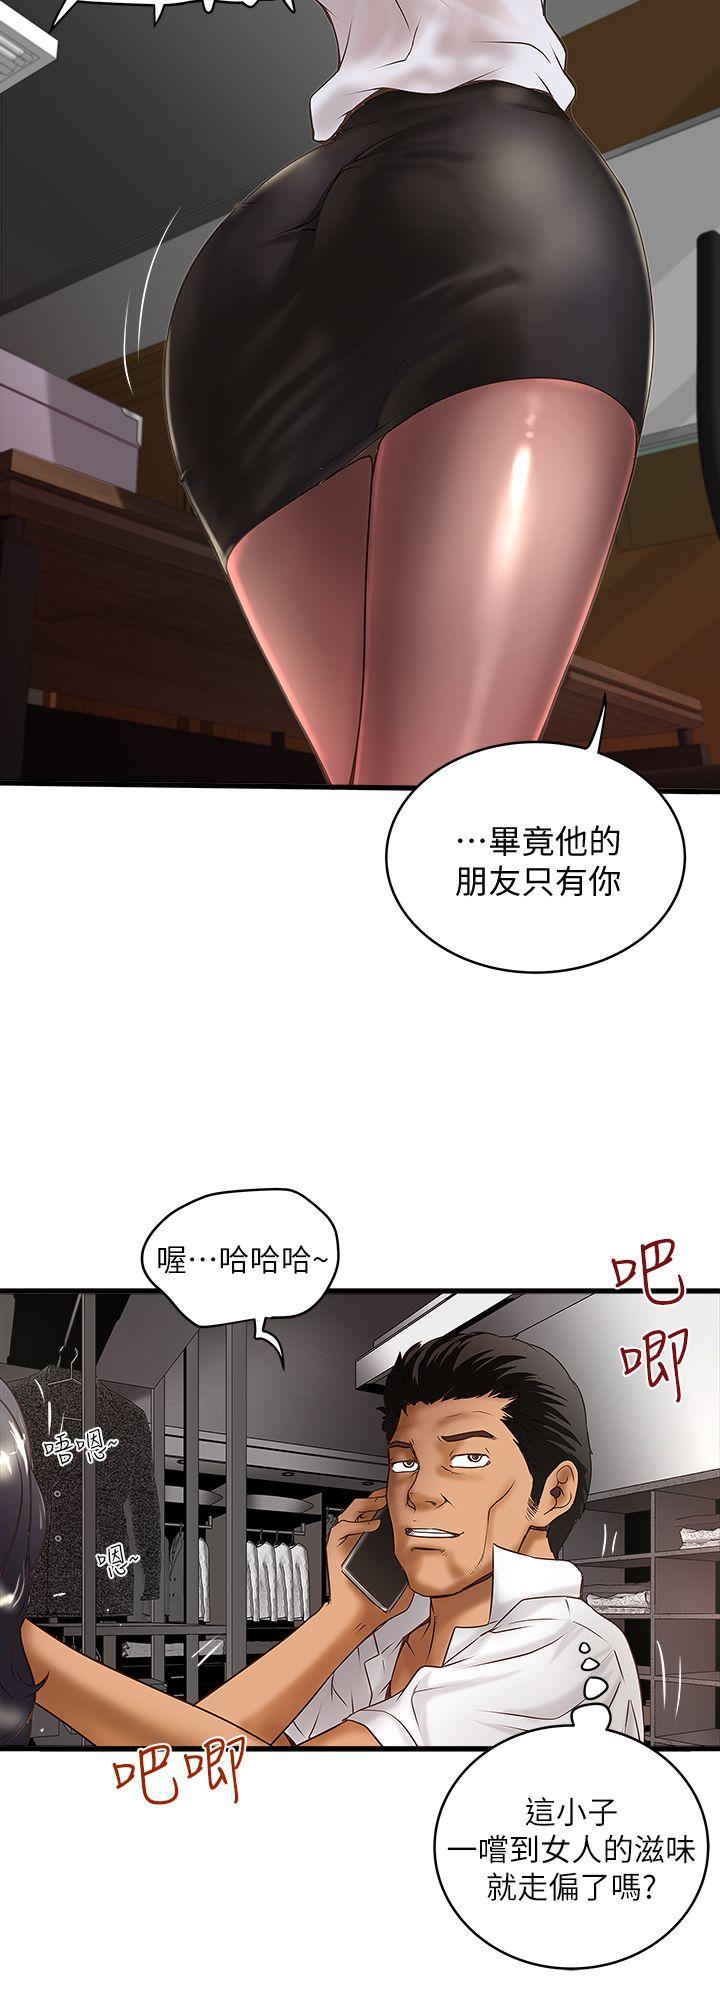 …畢竟他的
朋友只有你
喔…哈哈哈~
吧
唧
唔嗯~
嗯~
吧唧
這小子
一嚐到女人的滋味
就走偏了嗎?